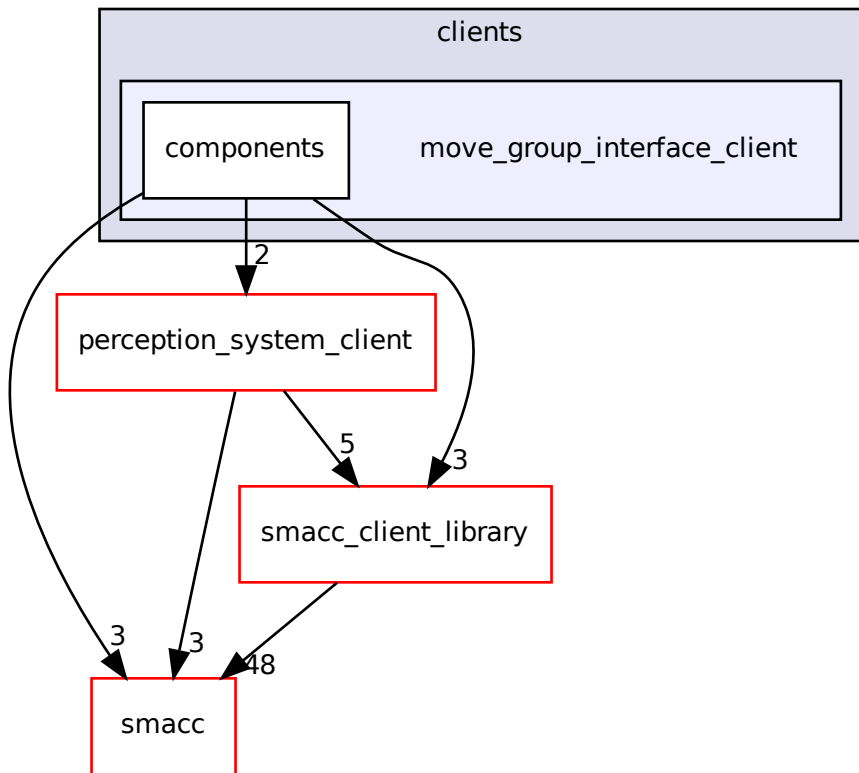 clients
components
move_group_interface_client
2
perception_system_client
5
3
smacc_client_library
3
3
48
smacc